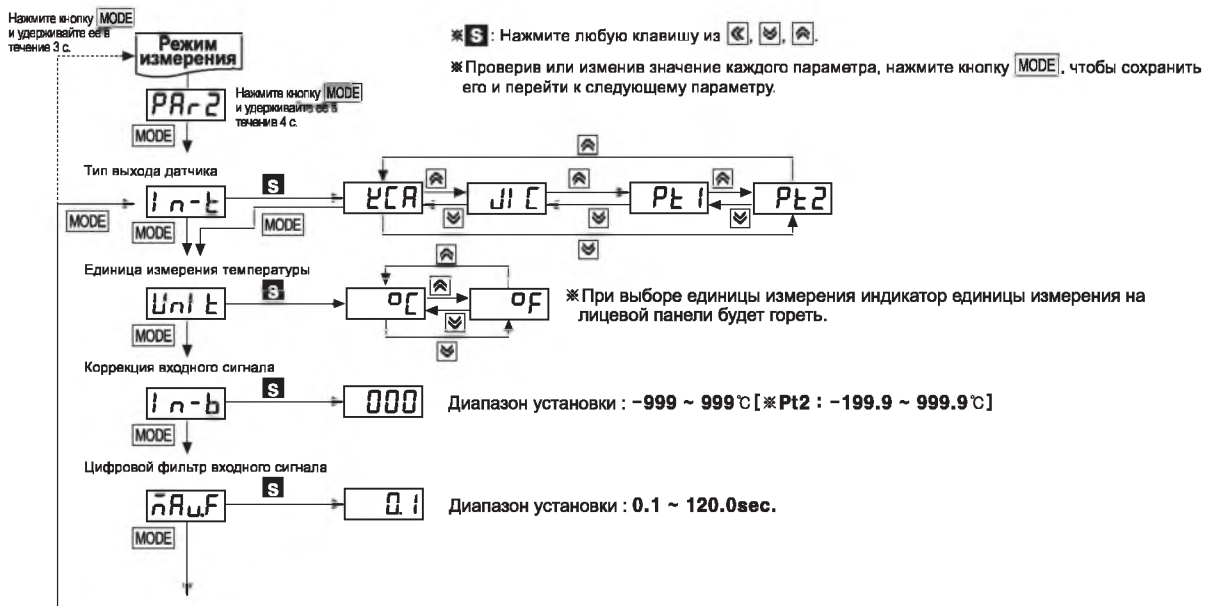 Нажмите кнопку MODE
и удерживайте её в
течение 3 с.
Режим
измерения
※ S : Нажмите любую клавишу из ≪, ≫, ≪.
※Проверив или изменив значение каждого параметра, нажмите кнопку MODE, чтобы сохранить
его и перейти к следующему параметру.
PAr2
Нажмите кнопку MODE
и удерживайте её в
течение 4 с.
MODE
Тип выхода датчика
MODE
In-t
S
KCA
JIC
Pt1
Pt2
MODE
MODE
Единица измерения температуры
UnIt
S
°C
°F
※При выборе единицы измерения индикатор единицы измерения на
лицевой панели будет гореть.
MODE
Коррекция входного сигнала
In-b
S
000
Диапазон установки : -999 ~ 999℃[※Pt2 : -199.9 ~ 999.9℃]
MODE
Цифровой фильтр входного сигнала
mAu.F
S
0.1
Диапазон установки : 0.1 ~ 120.0sec.
MODE